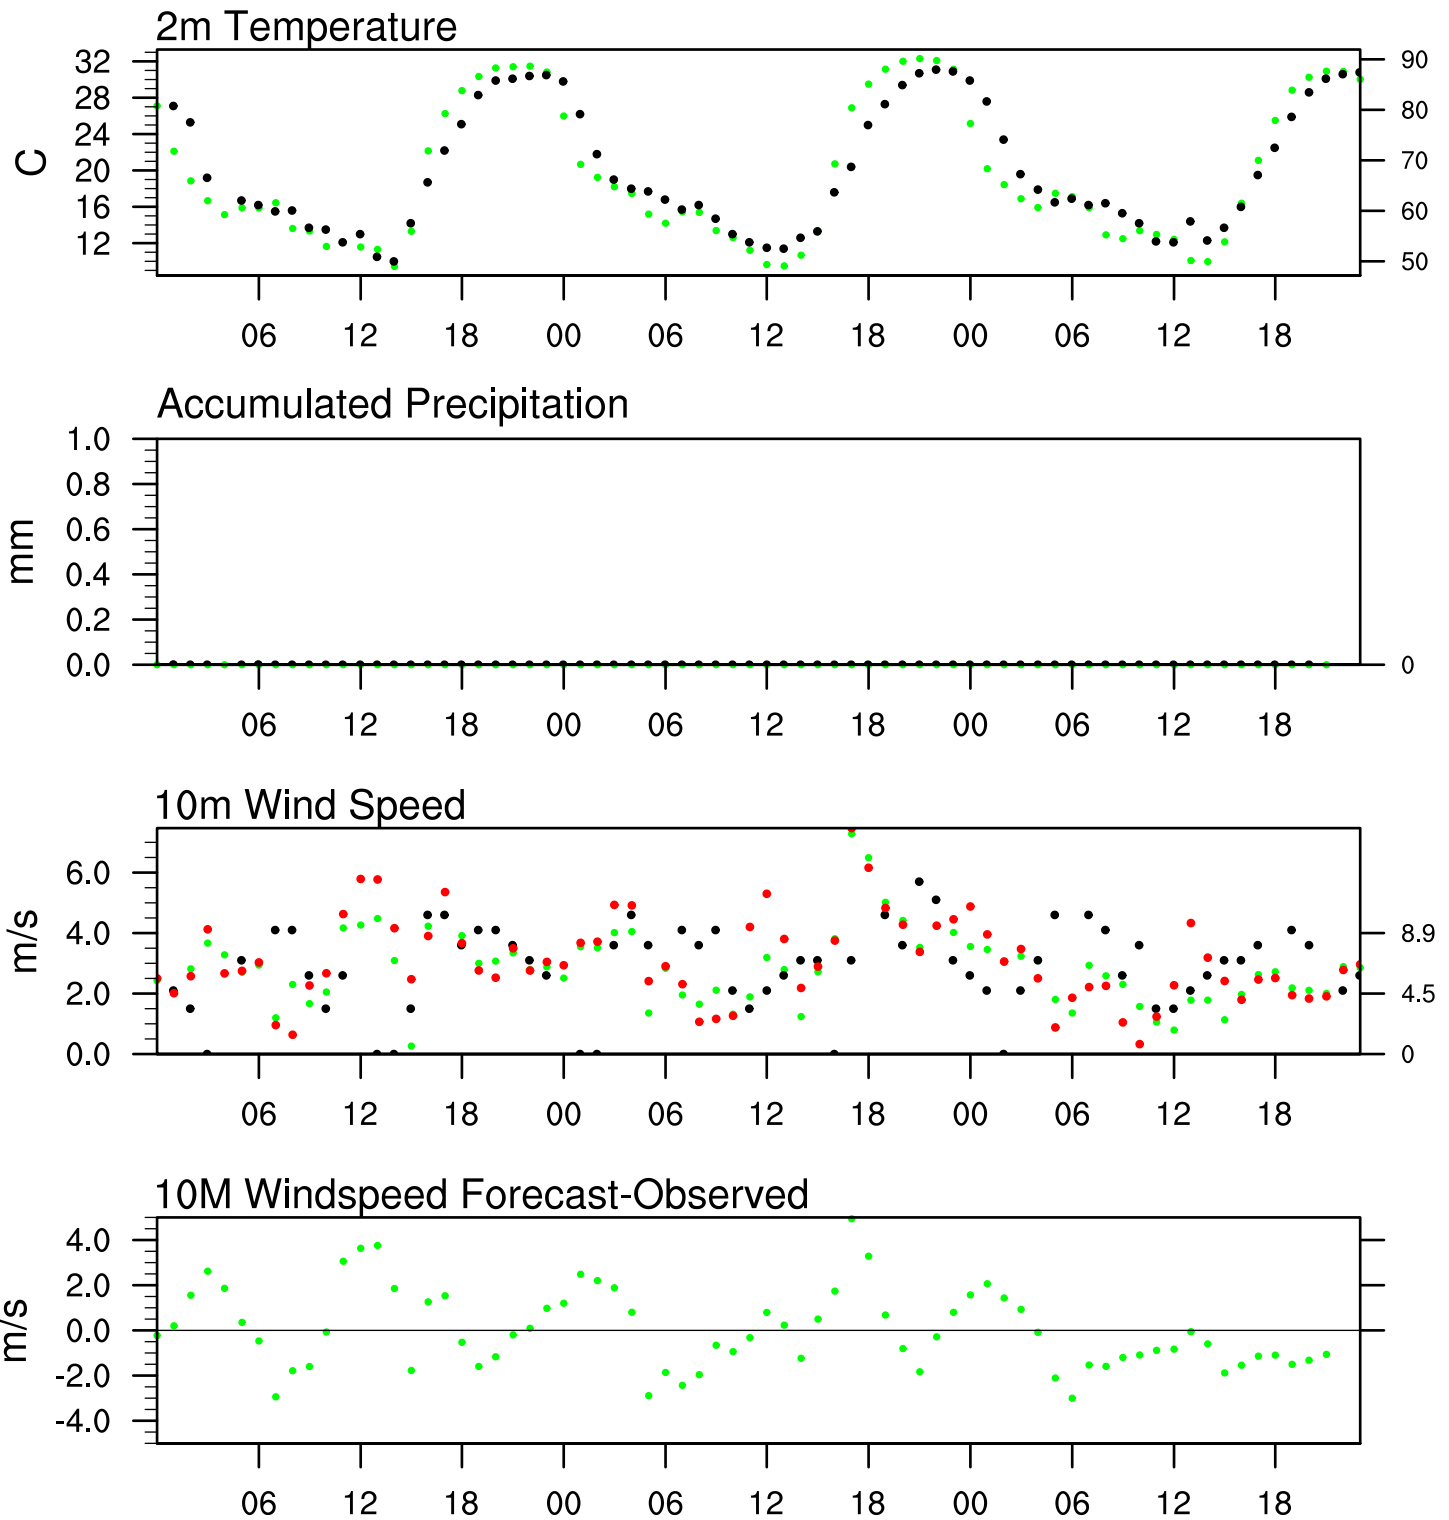 2m Temperature
32 90
28 80
24
C 20 70
16 60
12 50
06 12 18 00 06 12 18 00 06 12 18
Accumulated Precipitation
1.0
0.8
0.6
mm
0.4
0.2
0.0 0
06 12 18 00 06 12 18 00 06 12 18
10m Wind Speed
6.0
m/s 4.0 8.9
2.0 4.5
0.0 0
06 12 18 00 06 12 18 00 06 12 18
10M Windspeed Forecast-Observed
4.0
2.0
m/s 0.0
-2.0
-4.0
06 12 18 00 06 12 18 00 06 12 18